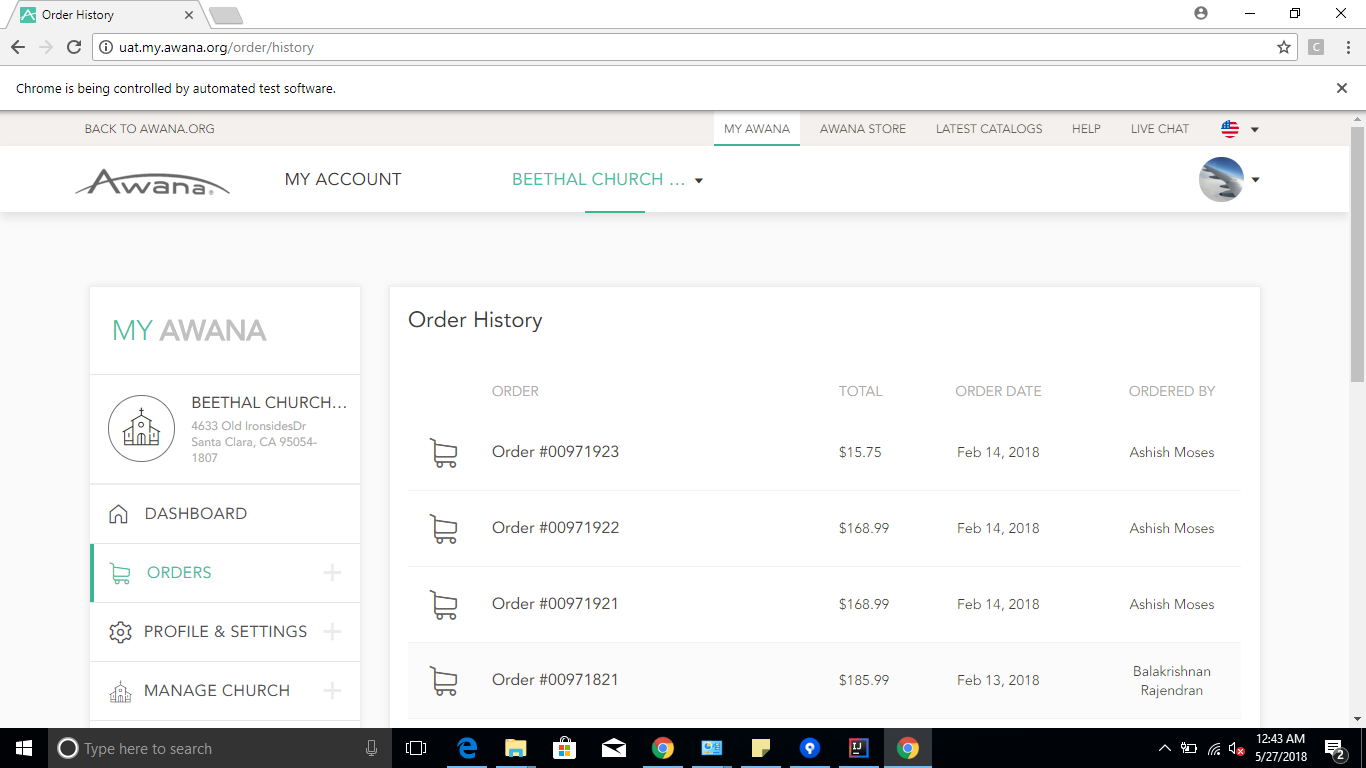 Order History
uat.my.awana.org/order/history
C
Chrome is being controlled by automated test software.
BACK TO AWANA.ORG
MY AWANA
AWANA STORE
LATEST CATALOGS
HELP
LIVE CHAT
Awana®
MY ACCOUNT
BEETHAL CHURCH ...
MY AWANA
BEETHAL CHURCH...
4633 Old IronsidesDr
Santa Clara, CA 95054-
1807
DASHBOARD
ORDERS
PROFILE & SETTINGS
MANAGE CHURCH
Order History
ORDER TOTAL ORDER DATE ORDERED BY
Order #00971923 $15.75 Feb 14, 2018 Ashish Moses
Order #00971922 $168.99 Feb 14, 2018 Ashish Moses
Order #00971921 $168.99 Feb 14, 2018 Ashish Moses
Order #00971821 $185.99 Feb 13, 2018 Balakrishnan
Rajendran
Type here to search
12:43 AM
5/27/2018
2